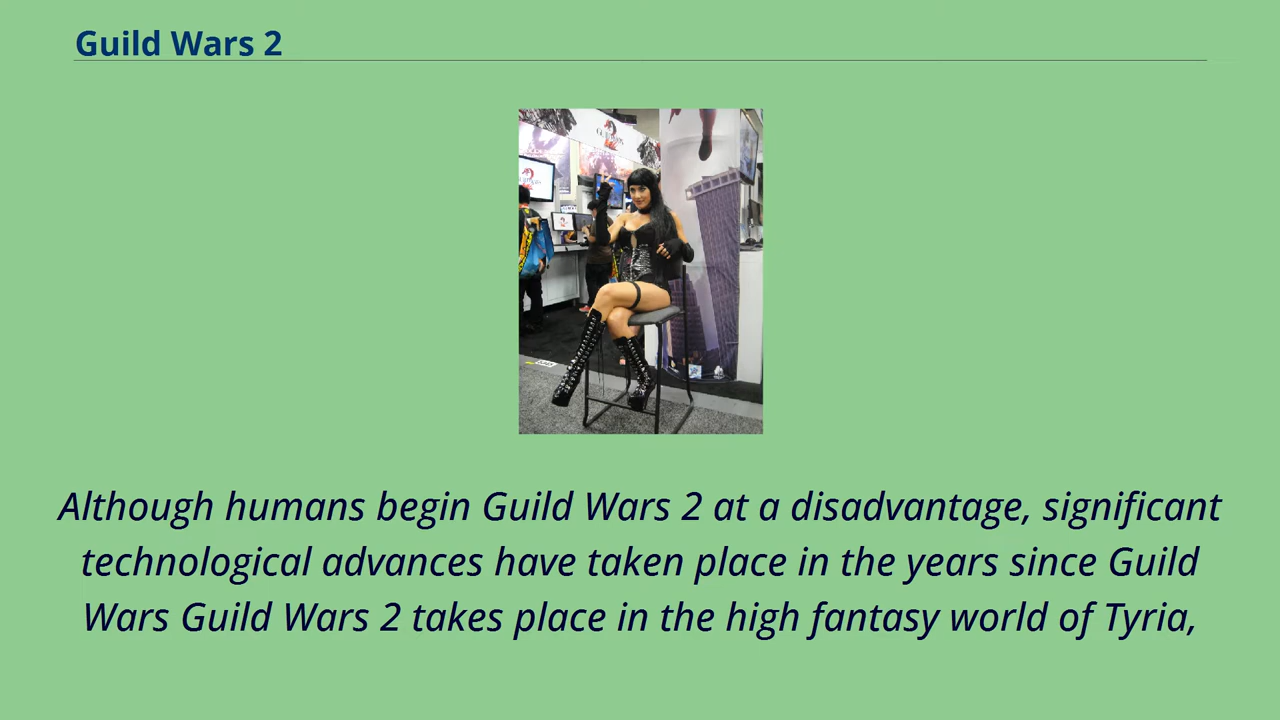 Guild Wars 2
Although humans begin Guild Wars 2 at a disadvantage, significant
technological advances have taken place in the years since Guild
Wars Guild Wars 2 takes place in the high fantasy world of Tyria,